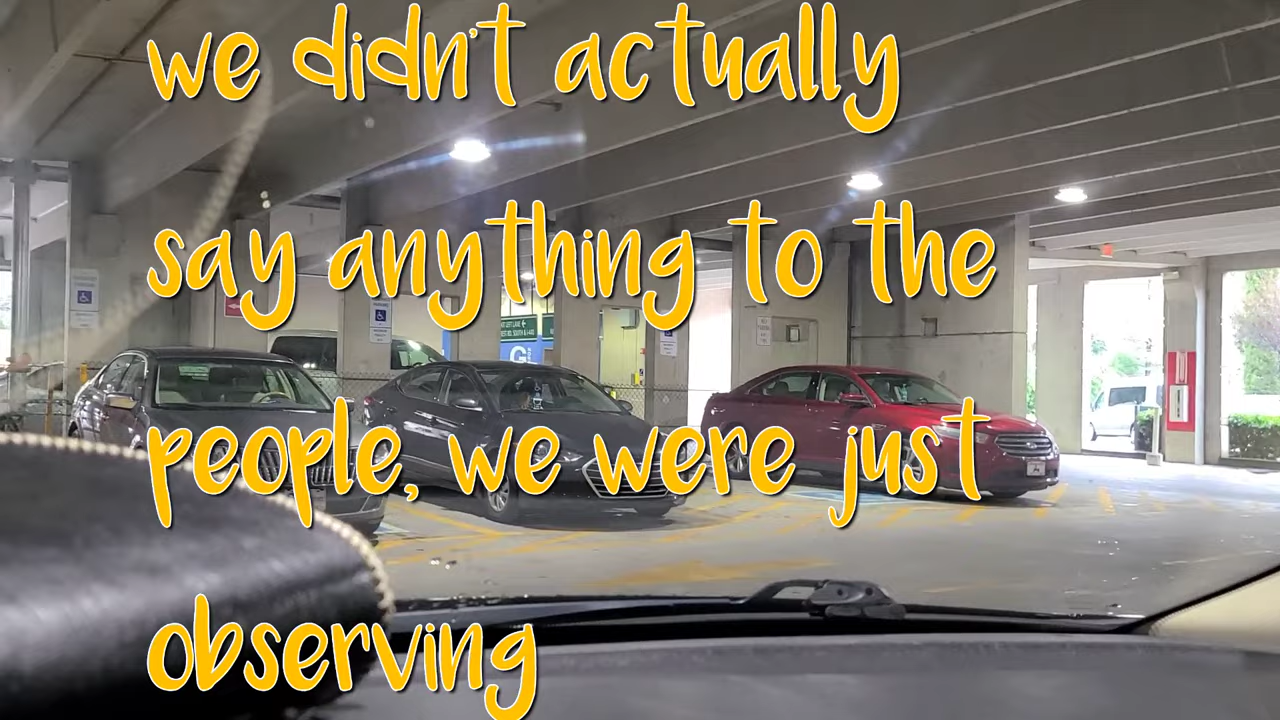 we didn't actually
say anything to the
people, we were just
observing